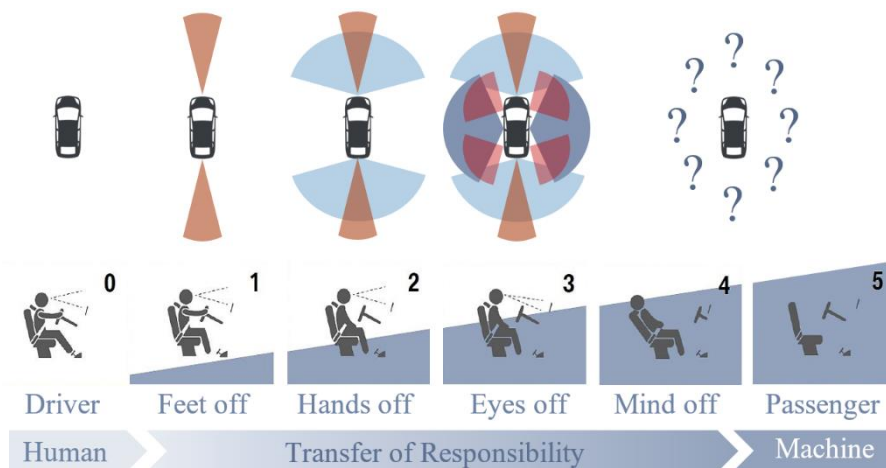 ? ? ? ? ? ? ? ?
0 1 2 3 4 5
Driver Feet off Hands off Eyes off Mind off Passenger
Human Transfer of Responsibility Machine